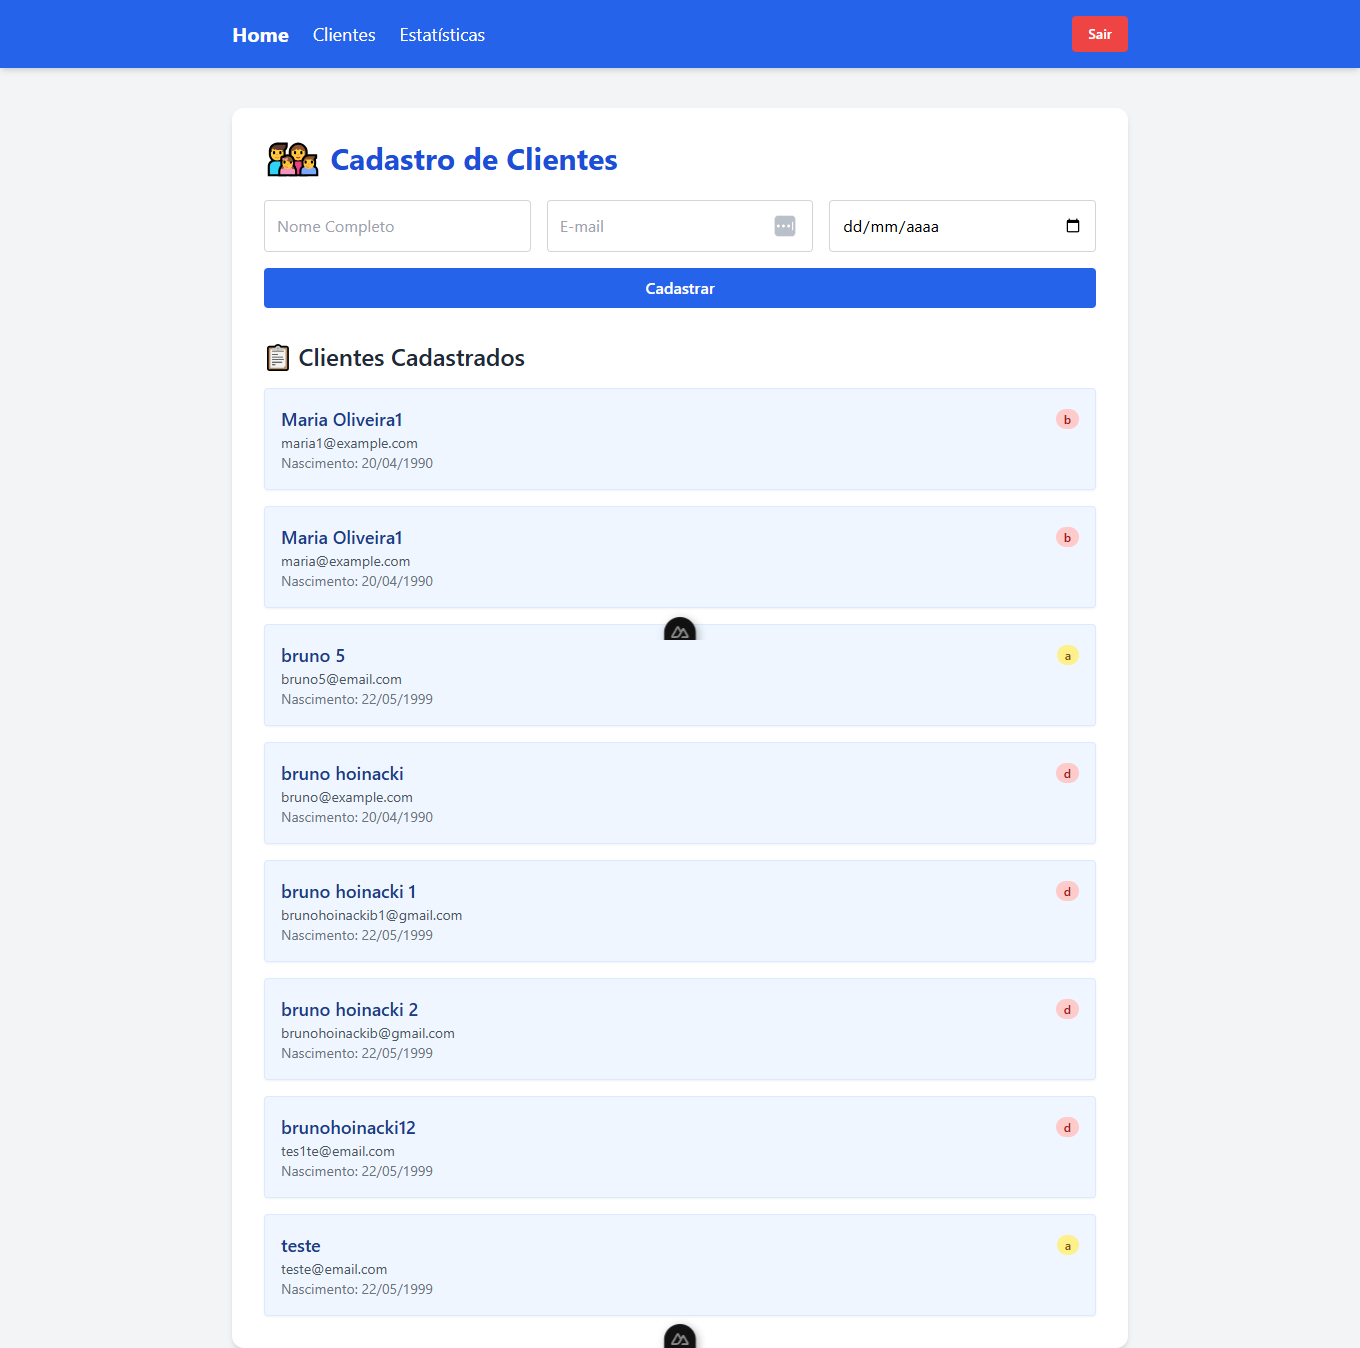 Home Clientes Estatísticas Sair
Cadastro de Clientes
Nome Completo E-mail dd/mm/aaaa
Cadastrar
Clientes Cadastrados
Maria Oliveira1 b
maria1@example.com
Nascimento: 20/04/1990
Maria Oliveira1 b
maria@example.com
Nascimento: 20/04/1990
bruno 5 a
bruno5@email.com
Nascimento: 22/05/1999
bruno hoinacki d
bruno@example.com
Nascimento: 20/04/1990
bruno hoinacki 1 d
brunohoinackib1@gmail.com
Nascimento: 22/05/1999
bruno hoinacki 2 d
brunohoinackib@gmail.com
Nascimento: 22/05/1999
brunohoinacki12 d
tes1te@email.com
Nascimento: 22/05/1999
teste a
teste@email.com
Nascimento: 22/05/1999